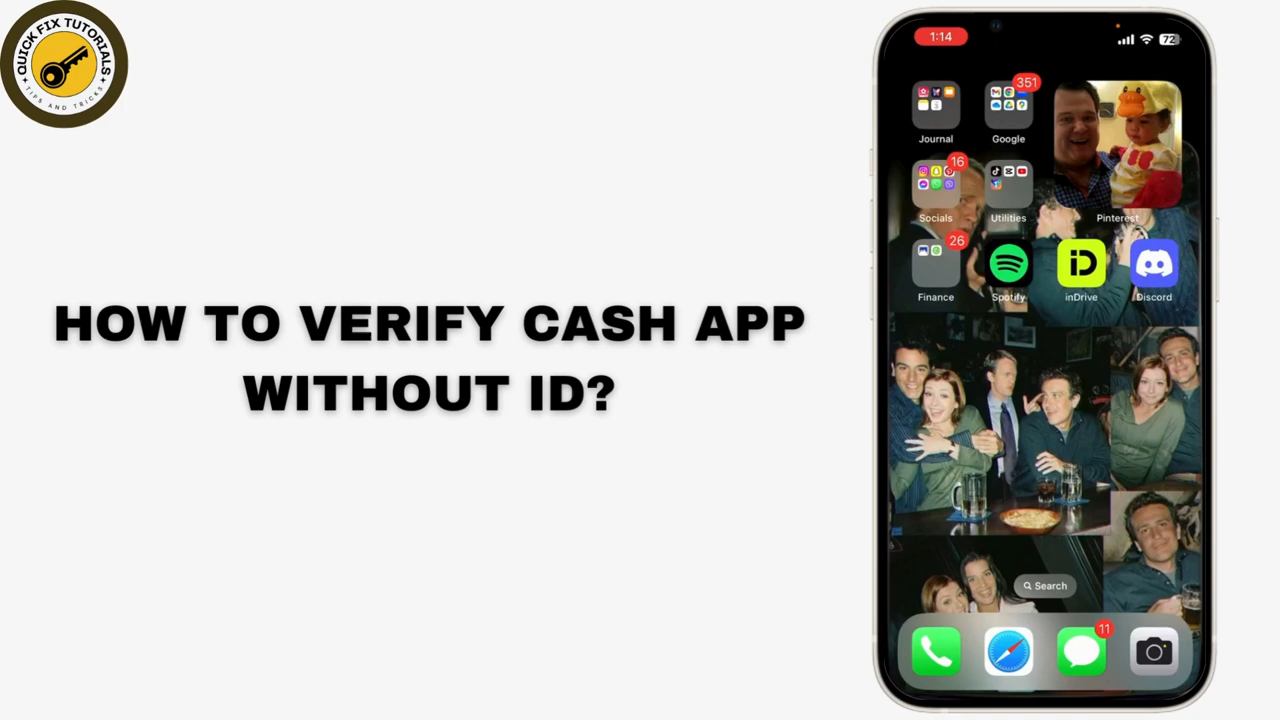 QUICK FIX TUTORIALS
TIPS AND TRICKS
HOW TO VERIFY CASH APP
WITHOUT ID?
1:14
72
351
Journal
Google
16
Socials
Utilities
Pinterest
26
iD
Finance
Spotify
inDrive
Discord
Search
11